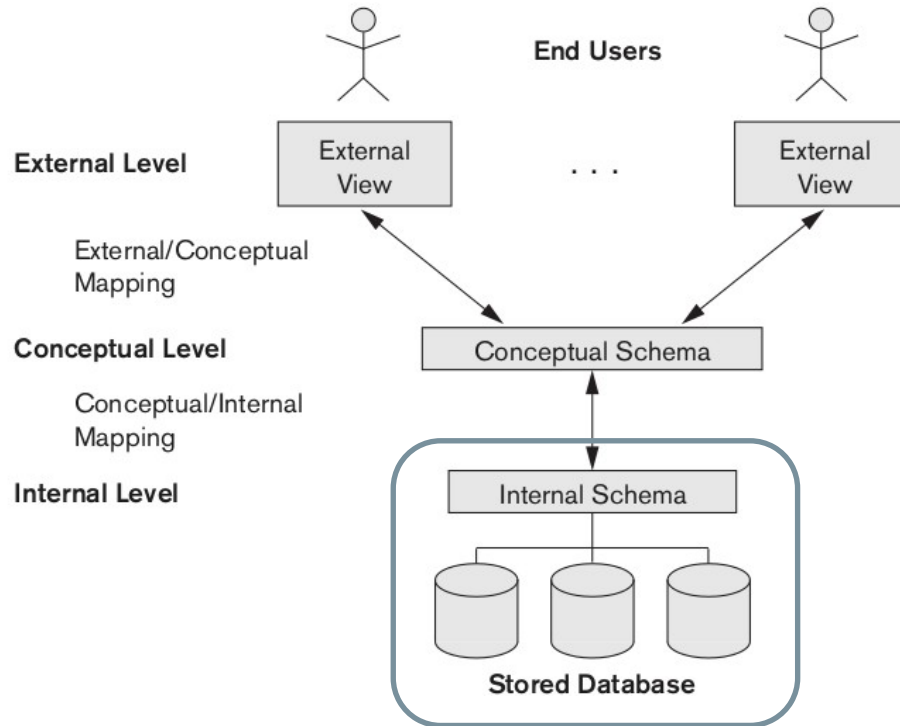 End Users
External Level
External
View
. . .
External
View
External/Conceptual
Mapping
Conceptual Level
Conceptual Schema
Conceptual/Internal
Mapping
Internal Level
Internal Schema
Stored Database